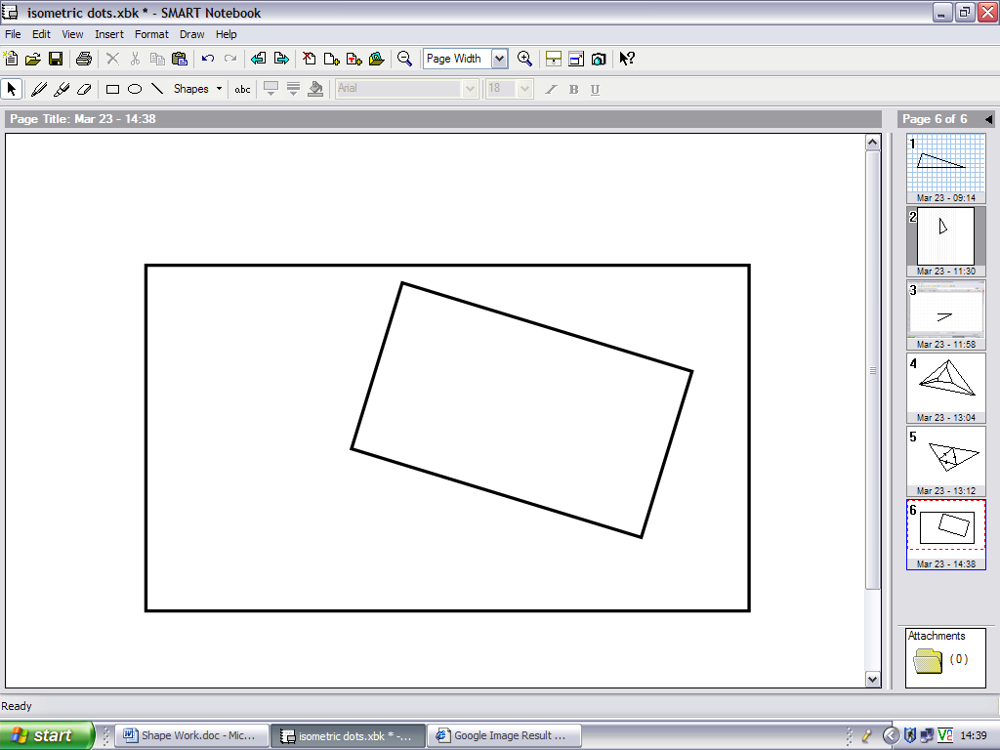 isometric dots.xbk * - SMART Notebook
File Edit View Insert Format Draw Help
Page Width
Shapes abc Arial 18 I B U
Page Title: Mar 23 - 14:38
Page 6 of 6
1
Mar 23 - 09:14
2
Mar 23 - 11:30
3
Mar 23 - 11:58
4
Mar 23 - 13:04
5
Mar 23 - 13:12
6
Mar 23 - 14:38
Attachments
( 0 )
Ready
start Shape Work.doc - Mic... isometric dots.xbk * -... Google Image Result ... 14:39